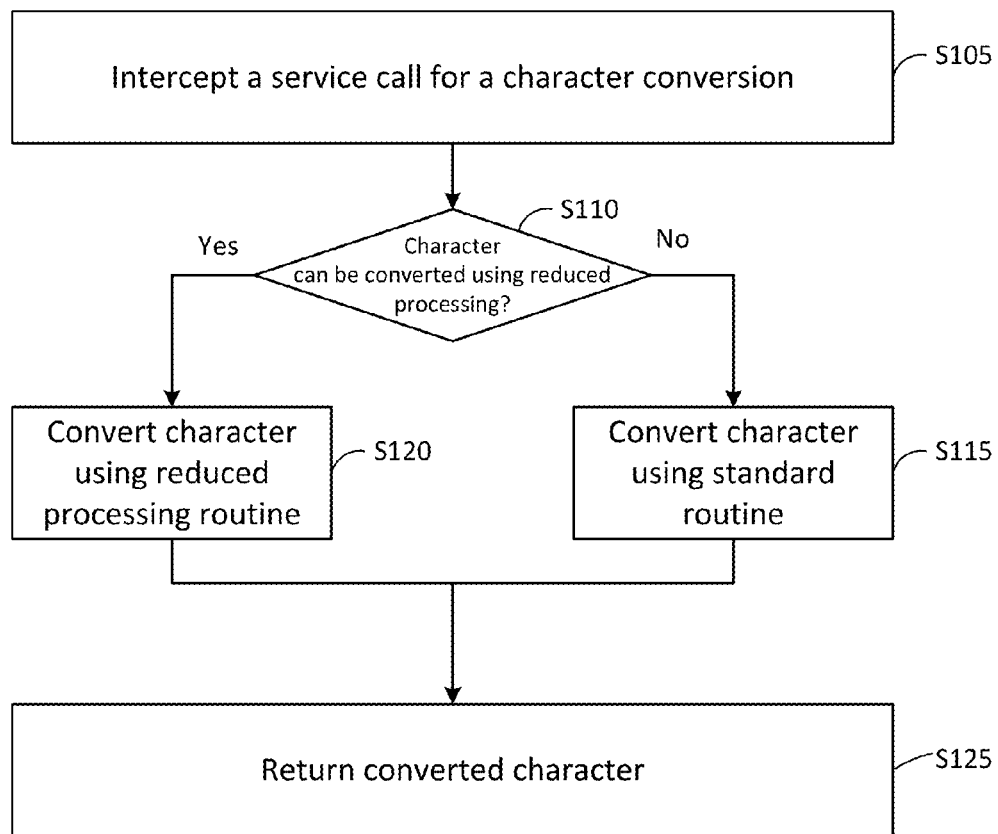 Intercept a service call for a character conversion
S105
S110
Yes
Character
can be converted using reduced
processing?
No
Convert character
using reduced
processing routine
S120
Convert character
using standard
routine
S115
Return converted character
S125